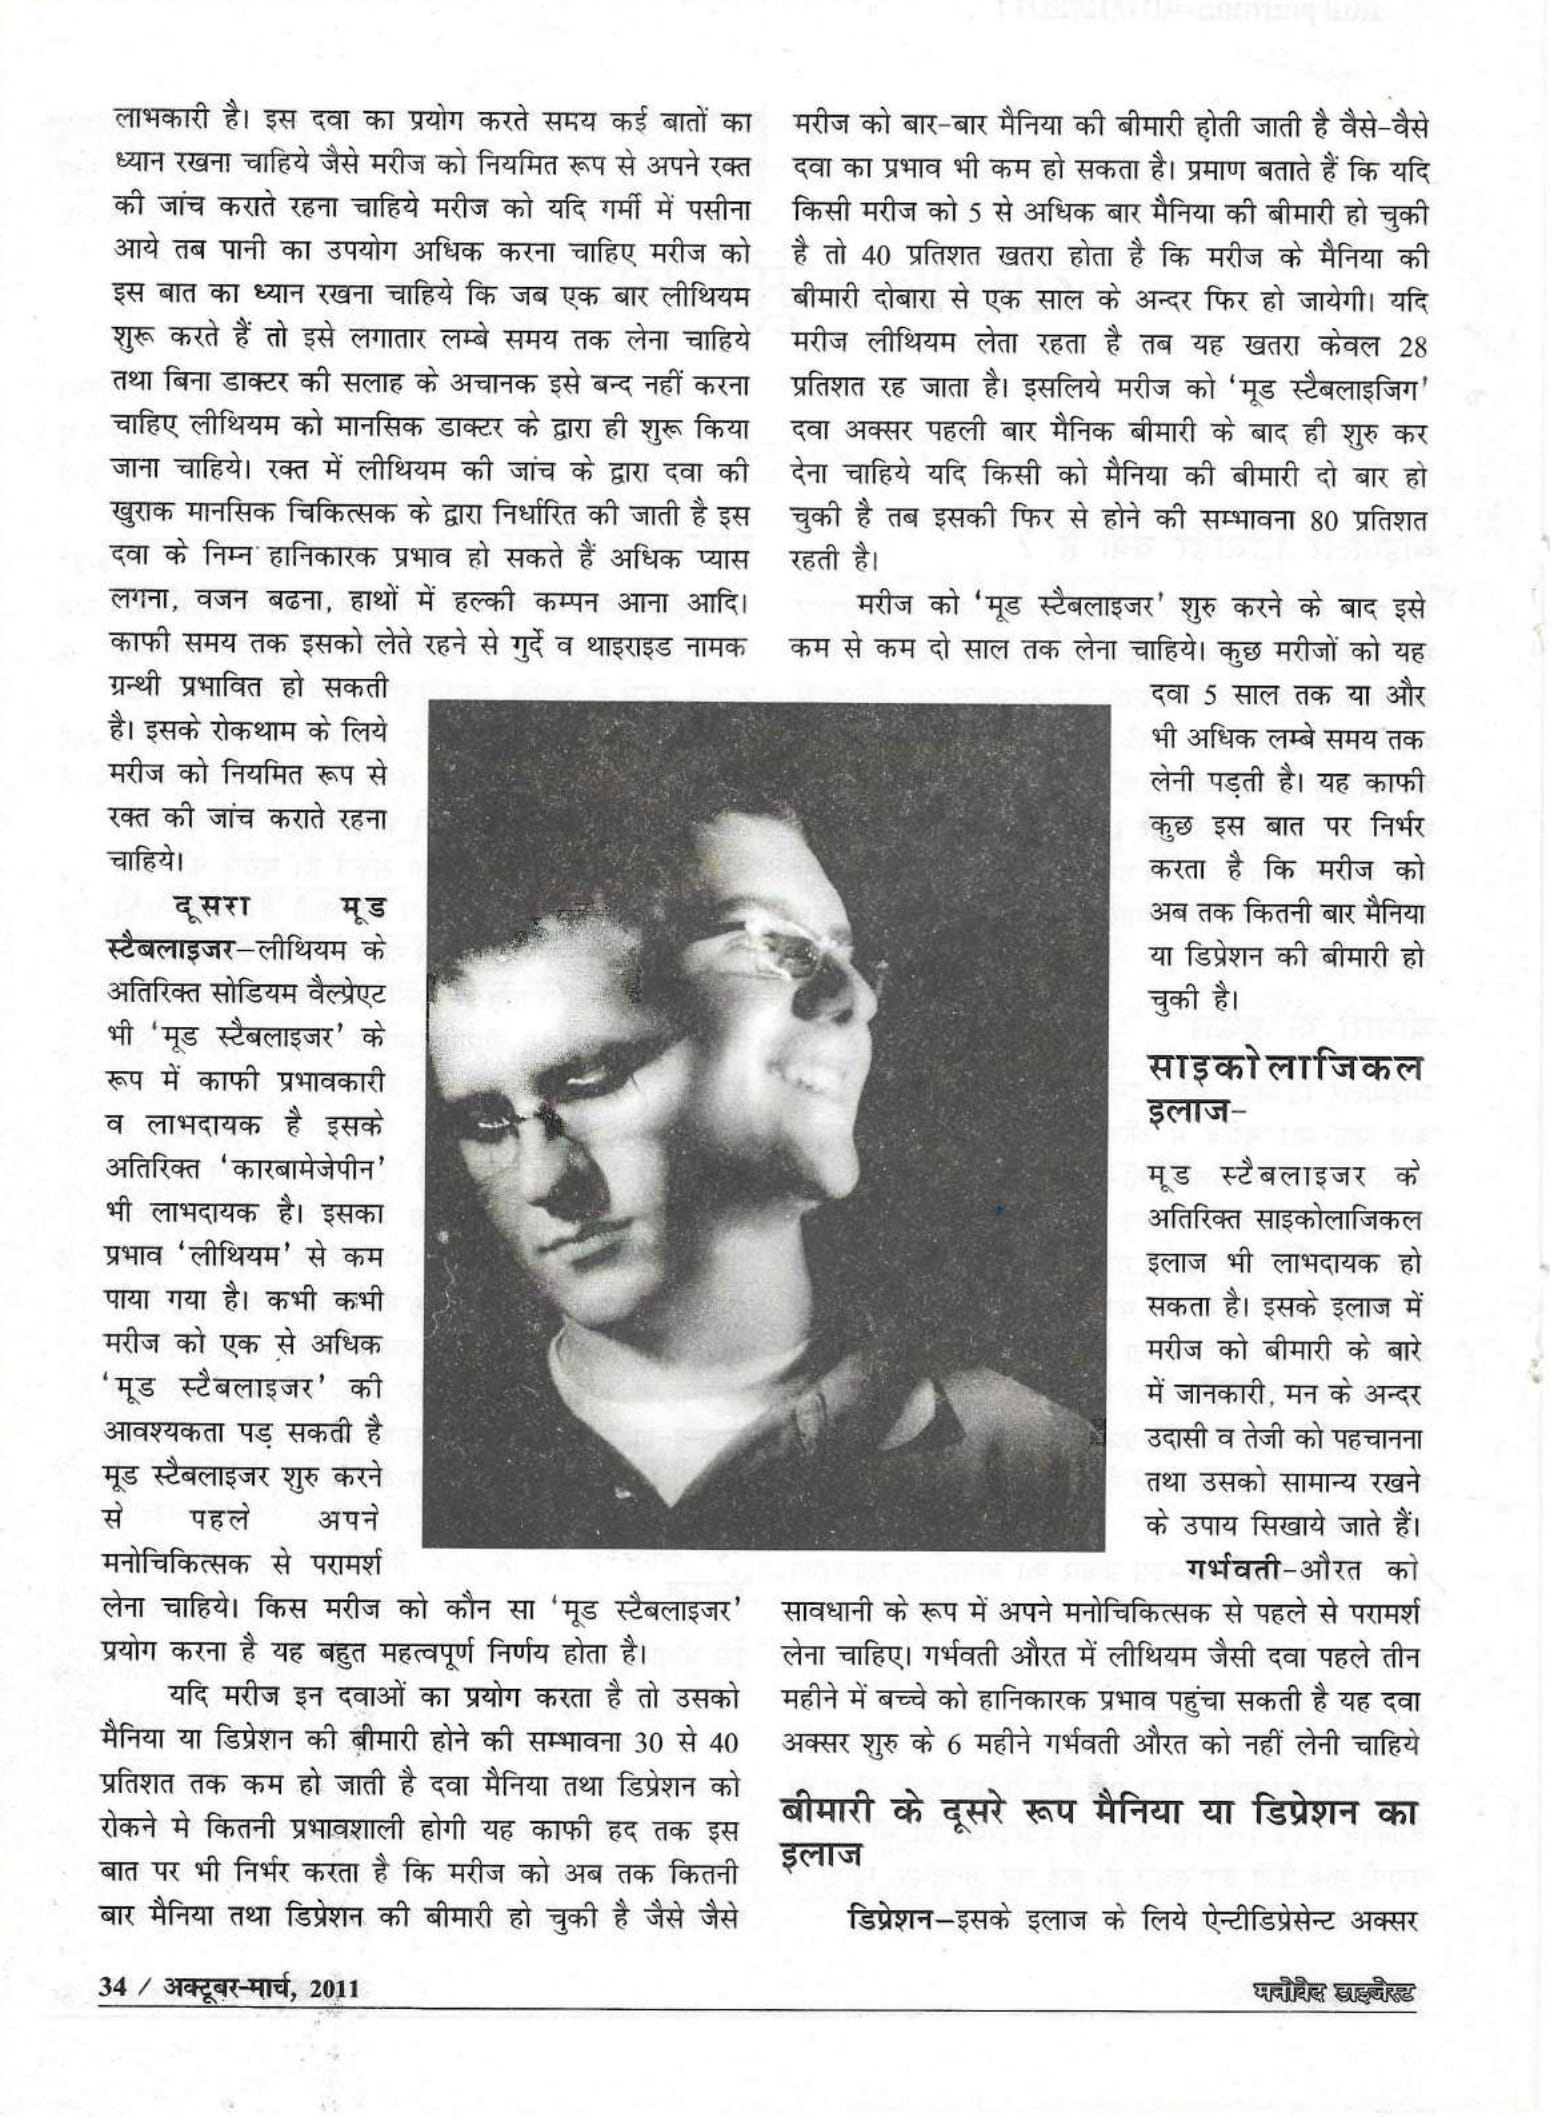 लाभकारी है। इस दवा का प्रयोग करते समय कई बातों का
ध्यान रखना चाहिये जैसे मरीज को नियमित रूप से अपने रक्त
की जांच कराते रहना चाहिये मरीज को यदि गर्मी में पसीना
आये तब पानी का उपयोग अधिक करना चाहिए मरीज को
इस बात का ध्यान रखना चाहिये कि जब एक बार लीथियम
शुरू करते हैं तो इसे लगातार लम्बे समय तक लेना चाहिये
तथा बिना डाक्टर की सलाह के अचानक इसे बन्द नहीं करना
चाहिए लीथियम को मानसिक डाक्टर के द्वारा ही शुरू किया
जाना चाहिये। रक्त में लीथियम की जांच के द्वारा दवा की
खुराक मानसिक चिकित्सक के द्वारा निर्धारित की जाती है इस
दवा के निम्न हानिकारक प्रभाव हो सकते हैं अधिक प्यास
लगना, वजन बढना, हाथों में हल्की कम्पन आना आदि।
काफी समय तक इसको लेते रहने से गुर्दे व थाइराइड नामक
ग्रन्थी प्रभावित हो सकती
है। इसके रोकथाम के लिये
मरीज को नियमित रूप से
रक्त की जांच कराते रहना
चाहिये।
दूसरा मूड
स्टैबलाइजर–लीथियम के
अतिरिक्त सोडियम वैल्प्रेएट
भी ‘मूड स्टैबलाइजर’ के
रूप में काफी प्रभावकारी
व लाभदायक है इसके
अतिरिक्त ‘कारबामेजेपीन’
भी लाभदायक है। इसका
प्रभाव ‘लीथियम’ से कम
पाया गया है। कभी कभी
मरीज को एक से अधिक
‘मूड स्टैबलाइजर’ की
आवश्यकता पड़ सकती है
मूड स्टैबलाइजर शुरु करने
से पहले अपने
मनोचिकित्सक से परामर्श
लेना चाहिये। किस मरीज को कौन सा ‘मूड स्टैबलाइजर’
प्रयोग करना है यह बहुत महत्वपूर्ण निर्णय होता है।
यदि मरीज इन दवाओं का प्रयोग करता है तो उसको
मैनिया या डिप्रेशन की बीमारी होने की सम्भावना 30 से 40
प्रतिशत तक कम हो जाती है दवा मैनिया तथा डिप्रेशन को
रोकने मे कितनी प्रभावशाली होगी यह काफी हद तक इस
बात पर भी निर्भर करता है कि मरीज को अब तक कितनी
बार मैनिया तथा डिप्रेशन की बीमारी हो चुकी है जैसे जैसे
मरीज को बार-बार मैनिया की बीमारी होती जाती है वैसे-वैसे
दवा का प्रभाव भी कम हो सकता है। प्रमाण बताते हैं कि यदि
किसी मरीज को 5 से अधिक बार मैनिया की बीमारी हो चुकी
है तो 40 प्रतिशत खतरा होता है कि मरीज के मैनिया की
बीमारी दोबारा से एक साल के अन्दर फिर हो जायेगी। यदि
मरीज लीथियम लेता रहता है तब यह खतरा केवल 28
प्रतिशत रह जाता है। इसलिये मरीज को ‘मूड स्टैबलाइजिग’
दवा अक्सर पहली बार मैनिक बीमारी के बाद ही शुरु कर
देना चाहिये यदि किसी को मैनिया की बीमारी दो बार हो
चुकी है तब इसकी फिर से होने की सम्भावना 80 प्रतिशत
रहती है।
मरीज को ‘मूड स्टैबलाइजर’ शुरु करने के बाद इसे
कम से कम दो साल तक लेना चाहिये। कुछ मरीजों को यह
दवा 5 साल तक या और
भी अधिक लम्बे समय तक
लेनी पड़ती है। यह काफी
कुछ इस बात पर निर्भर
करता है कि मरीज को
अब तक कितनी बार मैनिया
या डिप्रेशन की बीमारी हो
चुकी है।
साइकोलाजिकल
इलाज–
मूड स्टैबलाइजर के
अतिरिक्त साइकोलाजिकल
इलाज भी लाभदायक हो
सकता है। इसके इलाज में
मरीज को बीमारी के बारे
में जानकारी, मन के अन्दर
उदासी व तेजी को पहचानना
तथा उसको सामान्य रखने
के उपाय सिखाये जाते हैं।
गर्भवती–औरत को
सावधानी के रूप में अपने मनोचिकित्सक से पहले से परामर्श
लेना चाहिए। गर्भवती औरत में लीथियम जैसी दवा पहले तीन
महीने में बच्चे को हानिकारक प्रभाव पहुंचा सकती है यह दवा
अक्सर शुरु के 6 महीने गर्भवती औरत को नहीं लेनी चाहिये
बीमारी के दूसरे रूप मैनिया या डिप्रेशन का
इलाज
डिप्रेशन–इसके इलाज के लिये ऐन्टीडिप्रेसेन्ट अक्सर
34 / अक्टूबर-मार्च, 2011
मनोवेद डाइजेस्ट